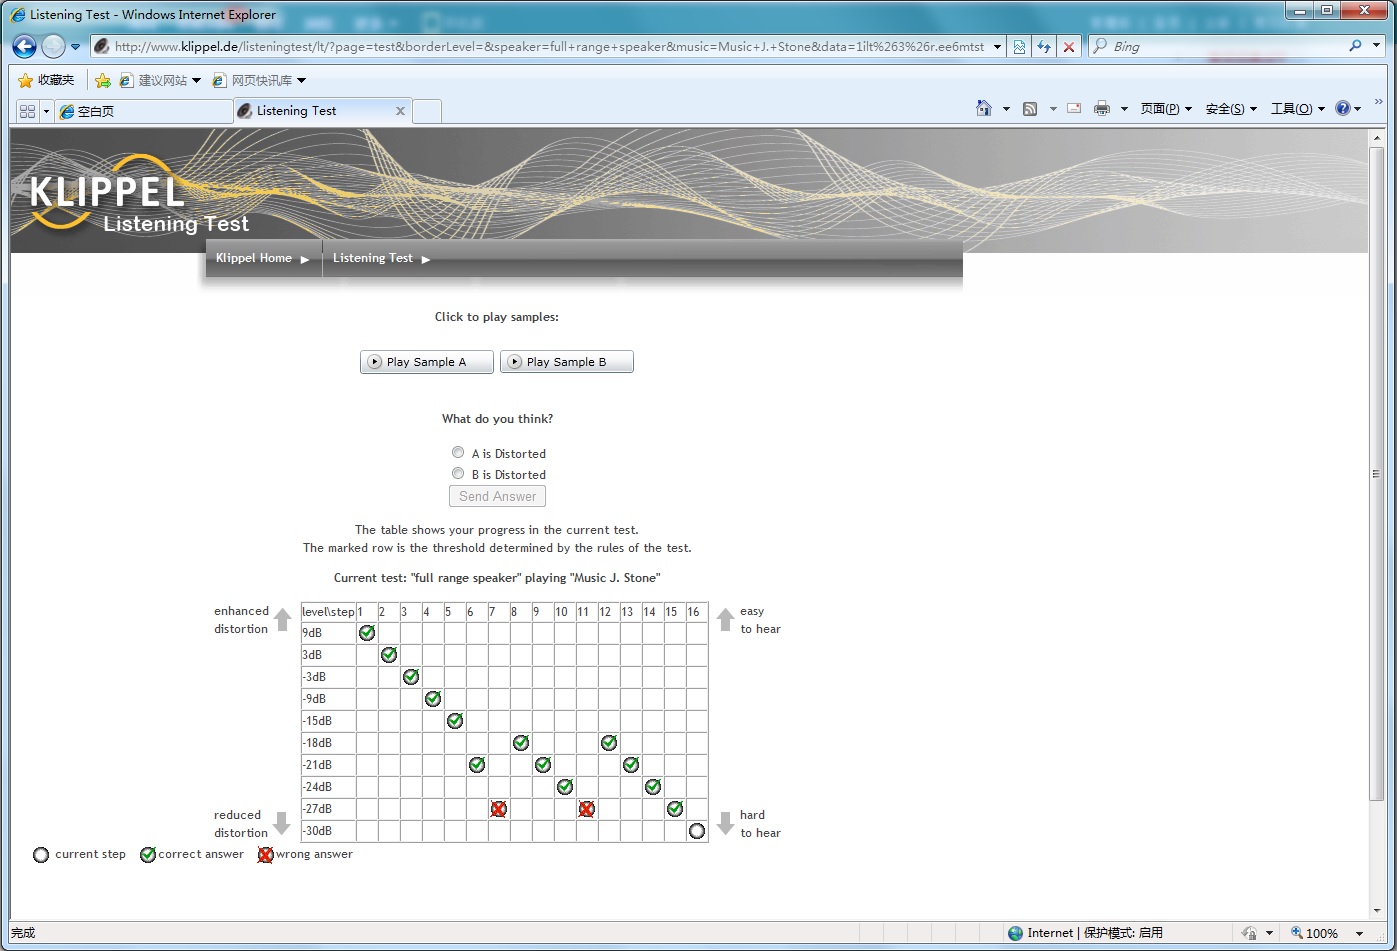 Listening Test - Windows Internet Explorer
http://www.klippel.de/listeningtest/lt/?page=test&borderLevel=&speaker=full+range+speaker&music=Music+J.+Stone&data=1ilt%263%26r.ee6mtst
Bing
收藏夹 建议网站 网页快讯库
空白页 Listening Test 页面(P) 安全(S) 工具(O)
KLIPPEL
Listening Test
Klippel Home Listening Test
Click to play samples:
Play Sample A Play Sample B
What do you think?
A is Distorted
B is Distorted
Send Answer
The table shows your progress in the current test.
The marked row is the threshold determined by the rules of the test.
Current test: "full range speaker" playing "Music J. Stone"
enhanced distortion
easy to hear
level\step 1 2 3 4 5 6 7 8 9 10 11 12 13 14 15 16
9dB
3dB
-3dB
-9dB
-15dB
-18dB
-21dB
-24dB
-27dB
-30dB
reduced distortion
hard to hear
current step correct answer wrong answer
完成 Internet | 保护模式: 启用 100%